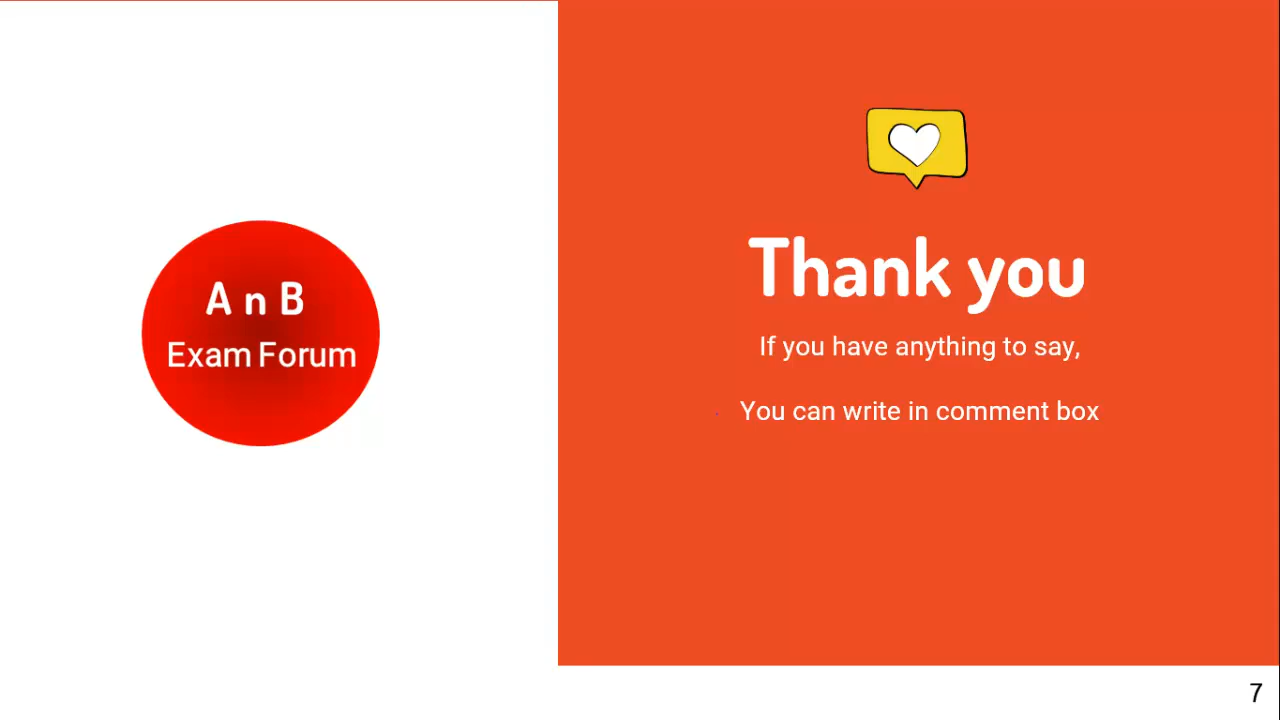 A n B
Exam Forum
Thank you
If you have anything to say,
You can write in comment box
7